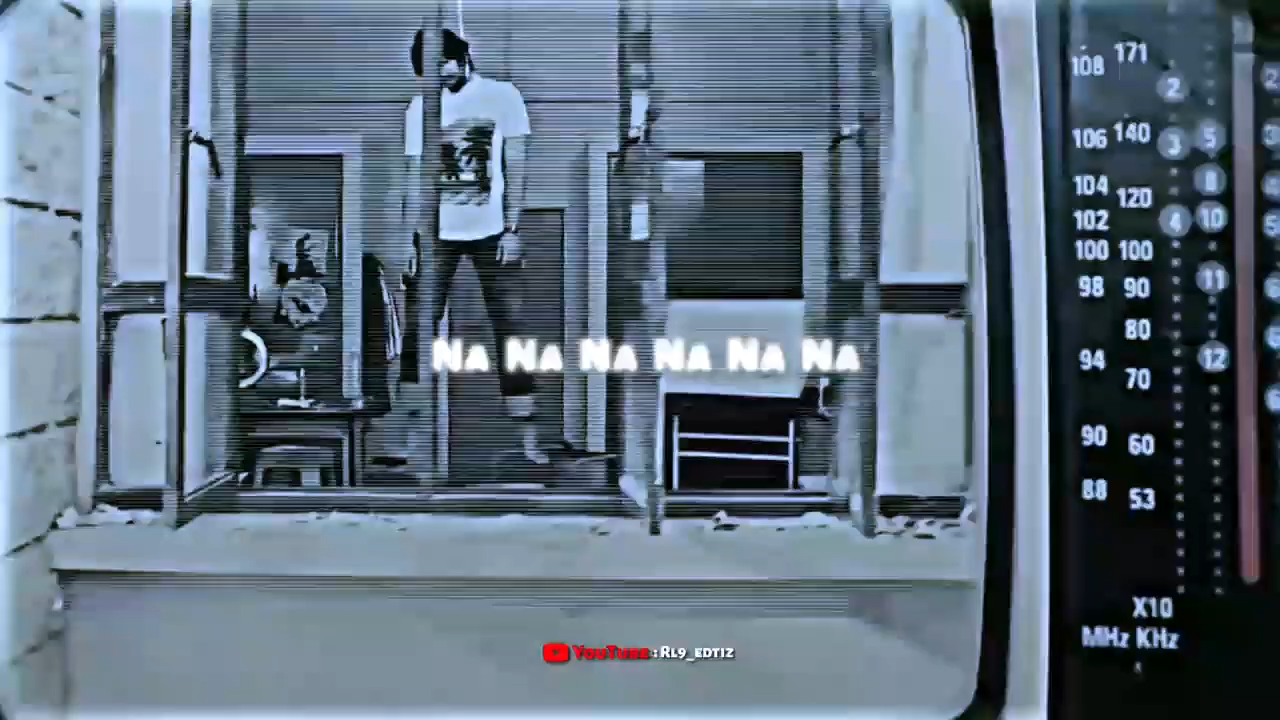 Na Na Na Na Na Na
YouTube : RL9_EDTIZ
108 171
2
106 140 3 5
104 120 8
102 4 10
100 100
98 90 11
80
94 70 12
90 60
88 53
X10
MHz KHz